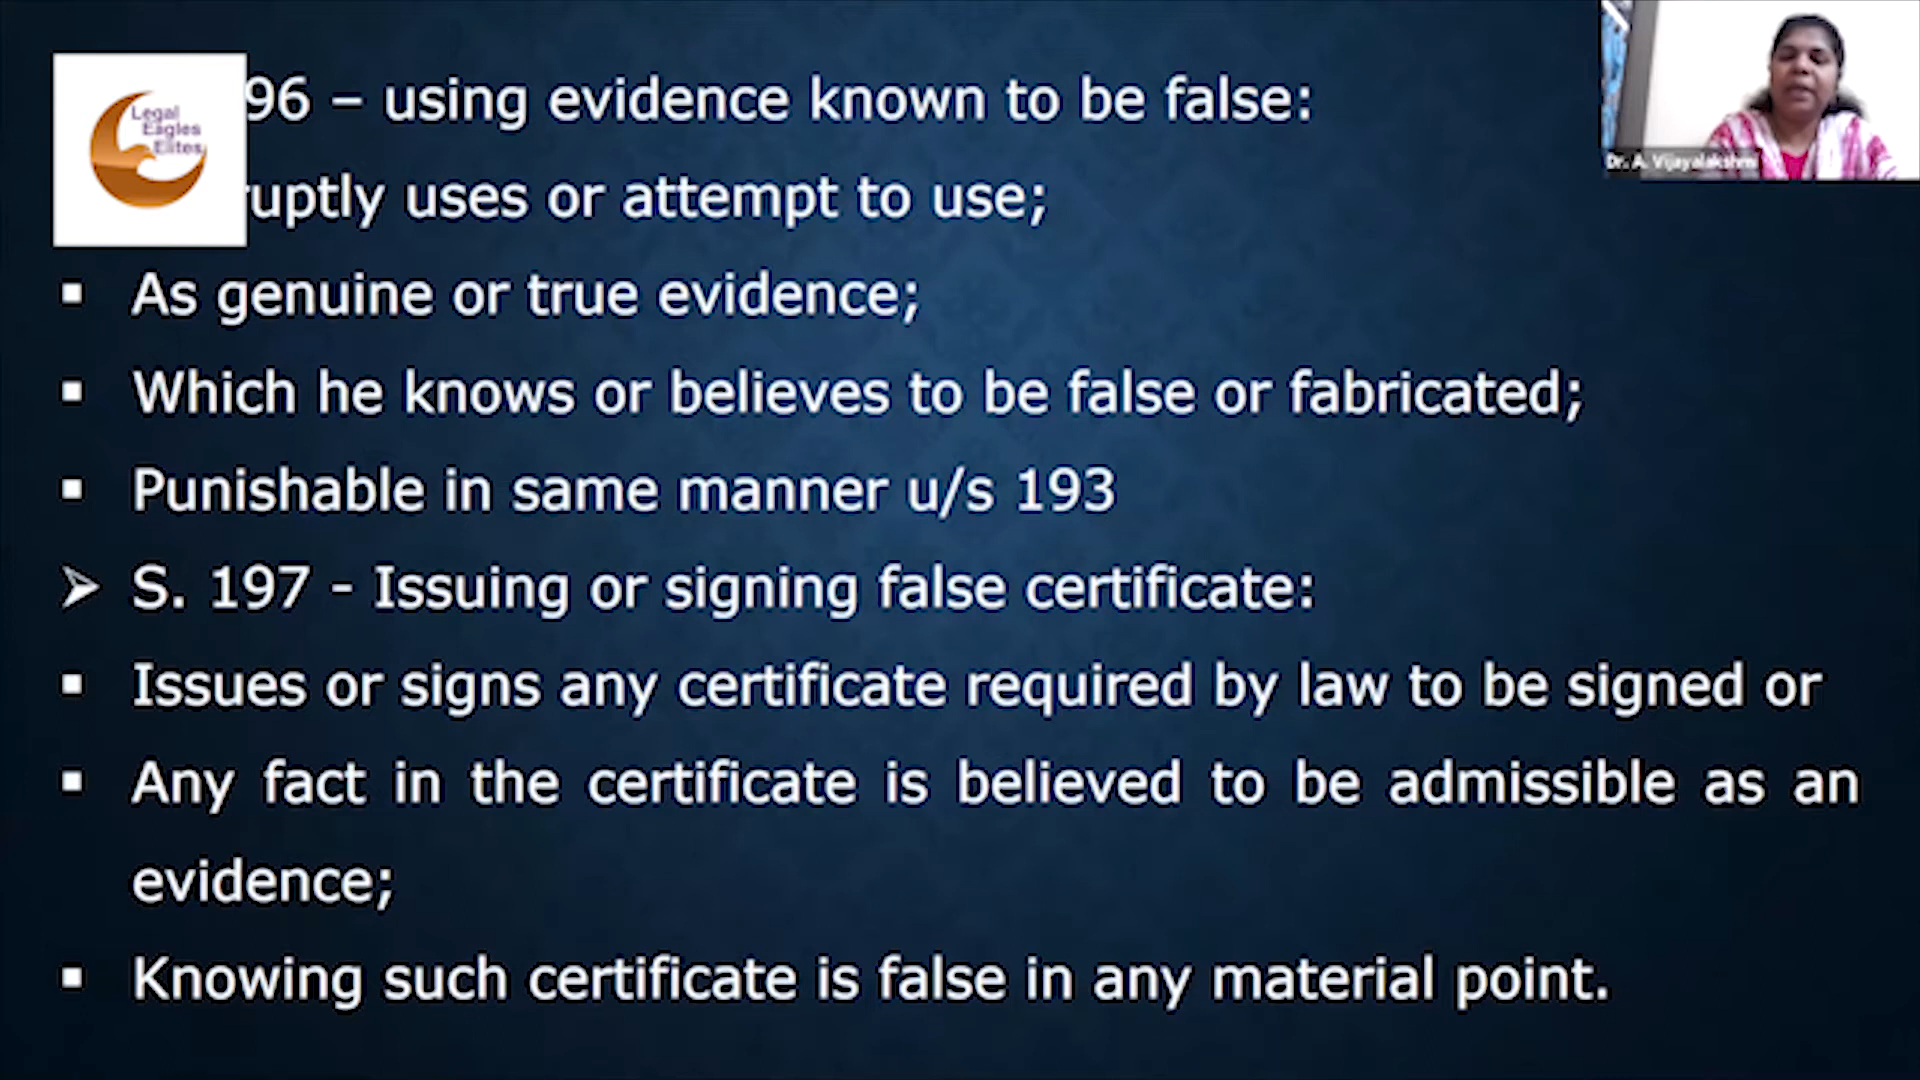 Legal
Eagles
Elites
96 – using evidence known to be false:
ruptly uses or attempt to use;
▪ As genuine or true evidence;
▪ Which he knows or believes to be false or fabricated;
▪ Punishable in same manner u/s 193
➢ S. 197 - Issuing or signing false certificate:
▪ Issues or signs any certificate required by law to be signed or
▪ Any fact in the certificate is believed to be admissible as an
evidence;
▪ Knowing such certificate is false in any material point.
Dr. A. Vijayalakshmi